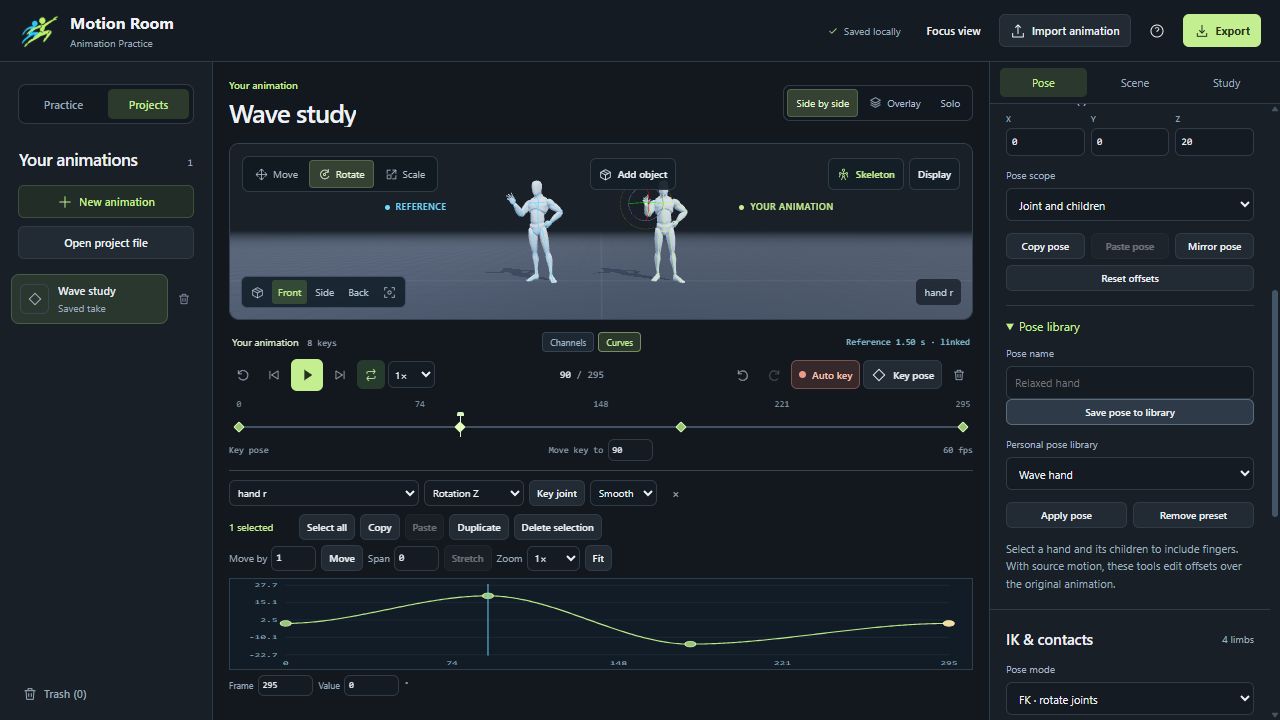 Motion Room
Animation Practice
Saved locally
Focus view
Import animation
Export
Practice
Projects
Your animations
1
New animation
Open project file
Wave study
Saved take
Trash (0)
Your animation
Wave study
Side by side
Overlay
Solo
Move
Rotate
Scale
Add object
Skeleton
Display
REFERENCE
YOUR ANIMATION
Front
Side
Back
hand r
Your animation
8 keys
Channels
Curves
Reference 1.50 s · linked
1×
90 / 295
Auto key
Key pose
0
74
148
221
295
Key pose
Move key to
90
60 fps
hand r
Rotation Z
Key joint
Smooth
×
1 selected
Select all
Copy
Paste
Duplicate
Delete selection
Move by
1
Move
Span
0
Stretch
Zoom
1×
Fit
27.7
15.1
2.5
-10.1
-22.7
0
74
148
221
295
Frame
295
Value
0
°
Pose
Scene
Study
X
Y
Z
0
0
20
Pose scope
Joint and children
Copy pose
Paste pose
Mirror pose
Reset offsets
Pose library
Pose name
Relaxed hand
Save pose to library
Personal pose library
Wave hand
Apply pose
Remove preset
Select a hand and its children to include fingers.
With source motion, these tools edit offsets over
the original animation.
IK & contacts
4 limbs
Pose mode
FK · rotate joints